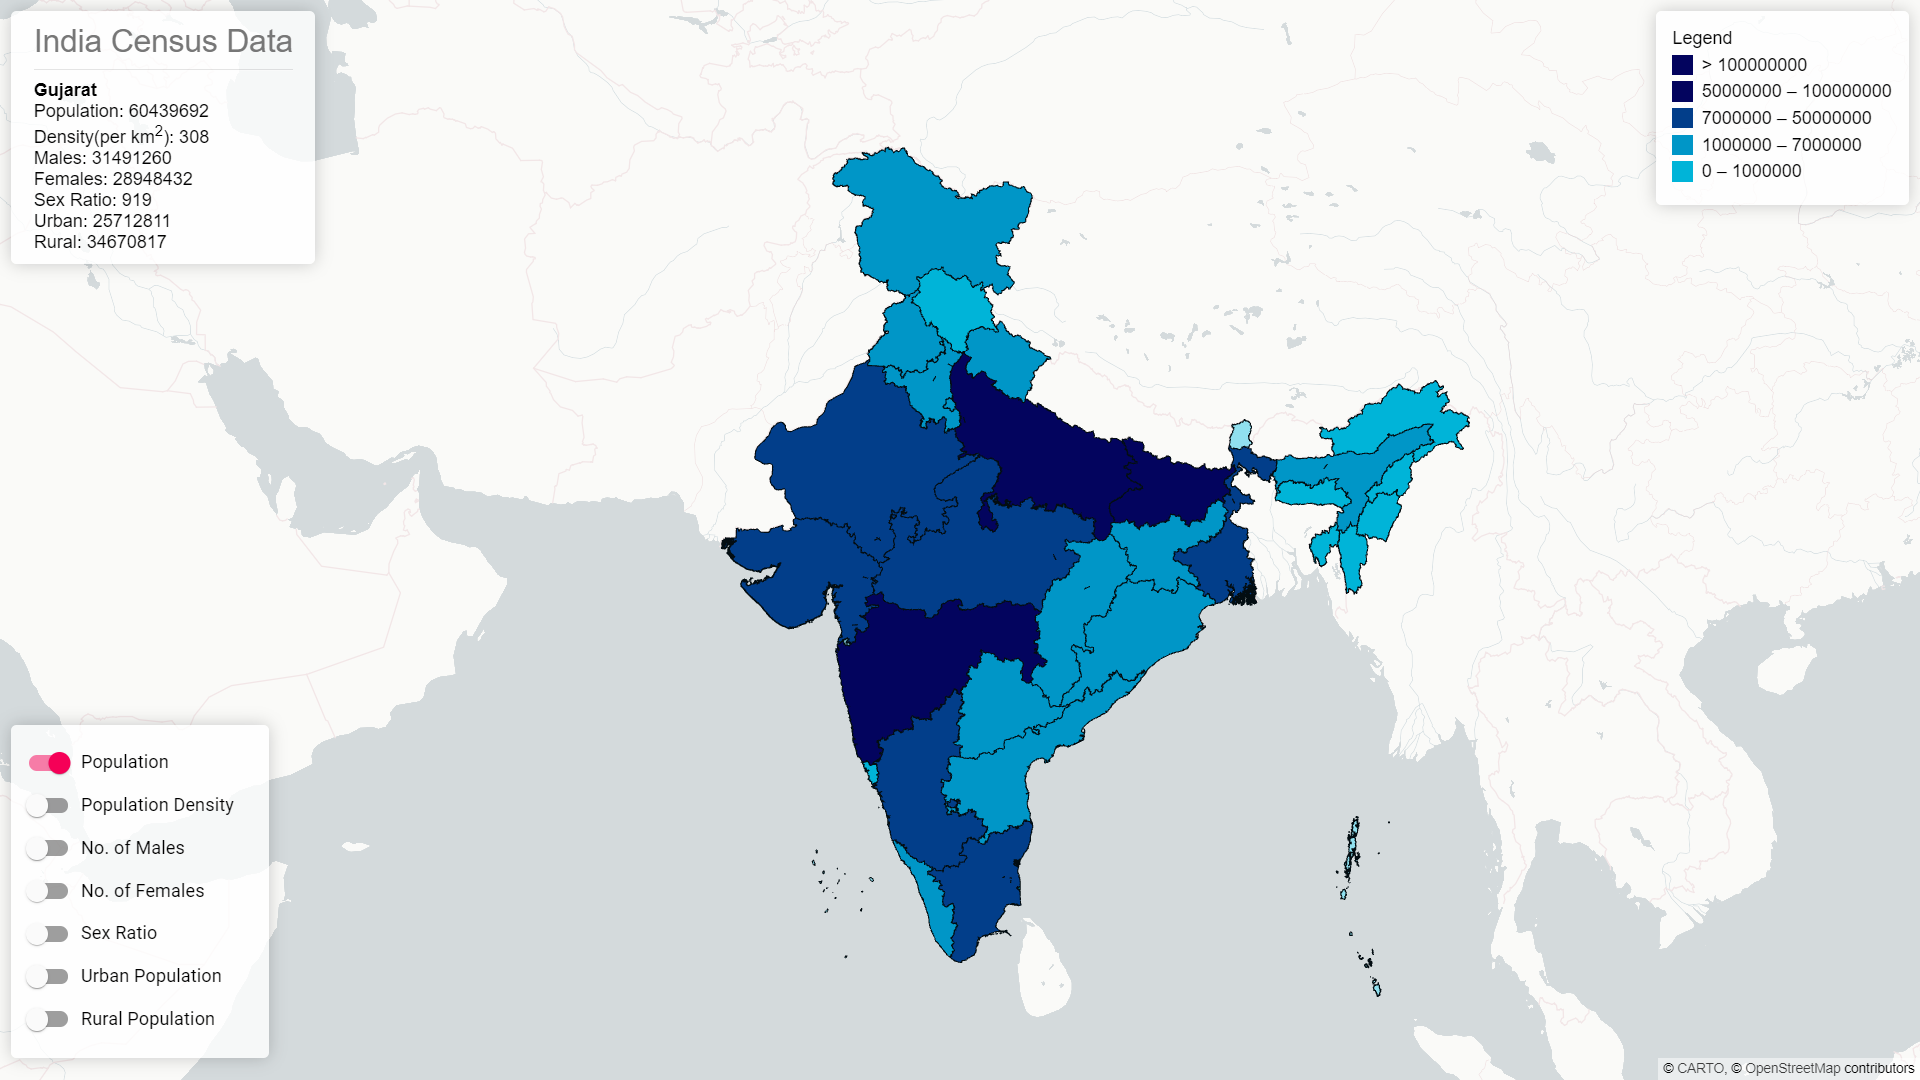 India Census Data
Gujarat
Population: 60439692
Density(per km²): 308
Males: 31491260
Females: 28948432
Sex Ratio: 919
Urban: 25712811
Rural: 34670817
Legend
> 100000000
50000000 – 100000000
7000000 – 50000000
1000000 – 7000000
0 – 1000000
Population
Population Density
No. of Males
No. of Females
Sex Ratio
Urban Population
Rural Population
© CARTO, © OpenStreetMap contributors